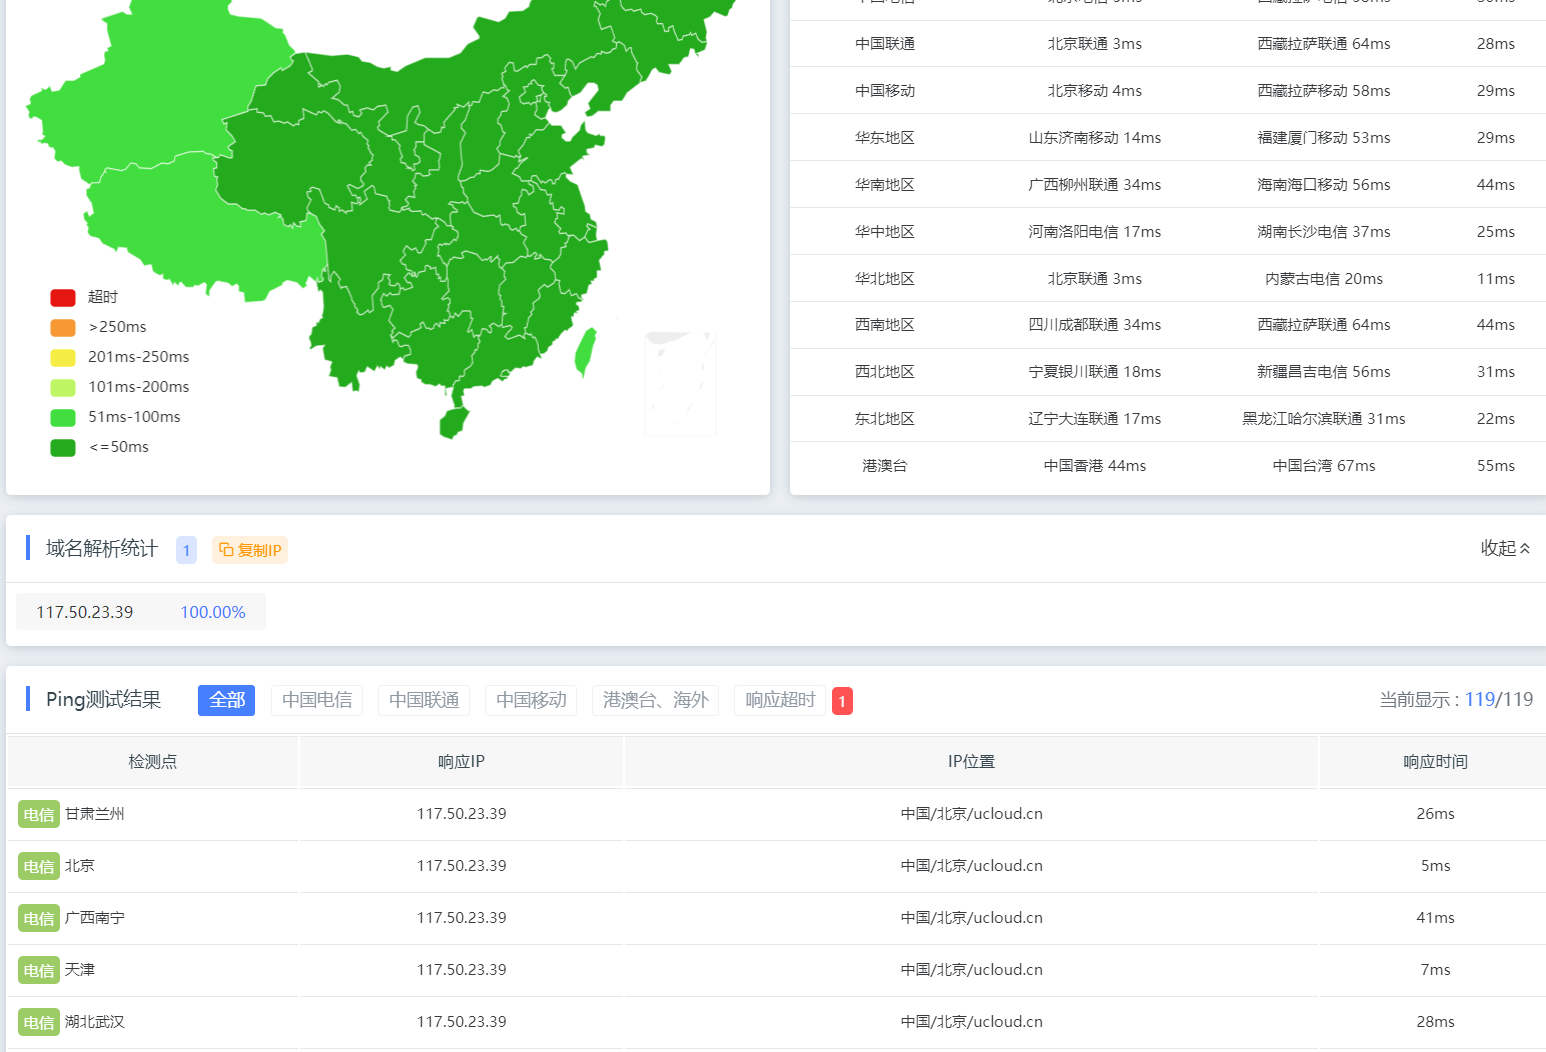 中国联通 北京联通 3ms 西藏拉萨联通 64ms 28ms
中国移动 北京移动 4ms 西藏拉萨移动 58ms 29ms
华东地区 山东济南移动 14ms 福建厦门移动 53ms 29ms
华南地区 广西柳州联通 34ms 海南海口移动 56ms 44ms
华中地区 河南洛阳电信 17ms 湖南长沙电信 37ms 25ms
华北地区 北京联通 3ms 内蒙古电信 20ms 11ms
西南地区 四川成都联通 34ms 西藏拉萨联通 64ms 44ms
西北地区 宁夏银川联通 18ms 新疆昌吉电信 56ms 31ms
东北地区 辽宁大连联通 17ms 黑龙江哈尔滨联通 31ms 22ms
港澳台 中国香港 44ms 中国台湾 67ms 55ms
超时
>250ms
201ms-250ms
101ms-200ms
51ms-100ms
<=50ms
域名解析统计 1 复制IP 收起
117.50.23.39 100.00%
Ping测试结果 全部 中国电信 中国联通 中国移动 港澳台、海外 响应超时 1 当前显示 : 119/119
检测点 响应IP IP位置 响应时间
电信 甘肃兰州 117.50.23.39 中国/北京/ucloud.cn 26ms
电信 北京 117.50.23.39 中国/北京/ucloud.cn 5ms
电信 广西南宁 117.50.23.39 中国/北京/ucloud.cn 41ms
电信 天津 117.50.23.39 中国/北京/ucloud.cn 7ms
电信 湖北武汉 117.50.23.39 中国/北京/ucloud.cn 28ms